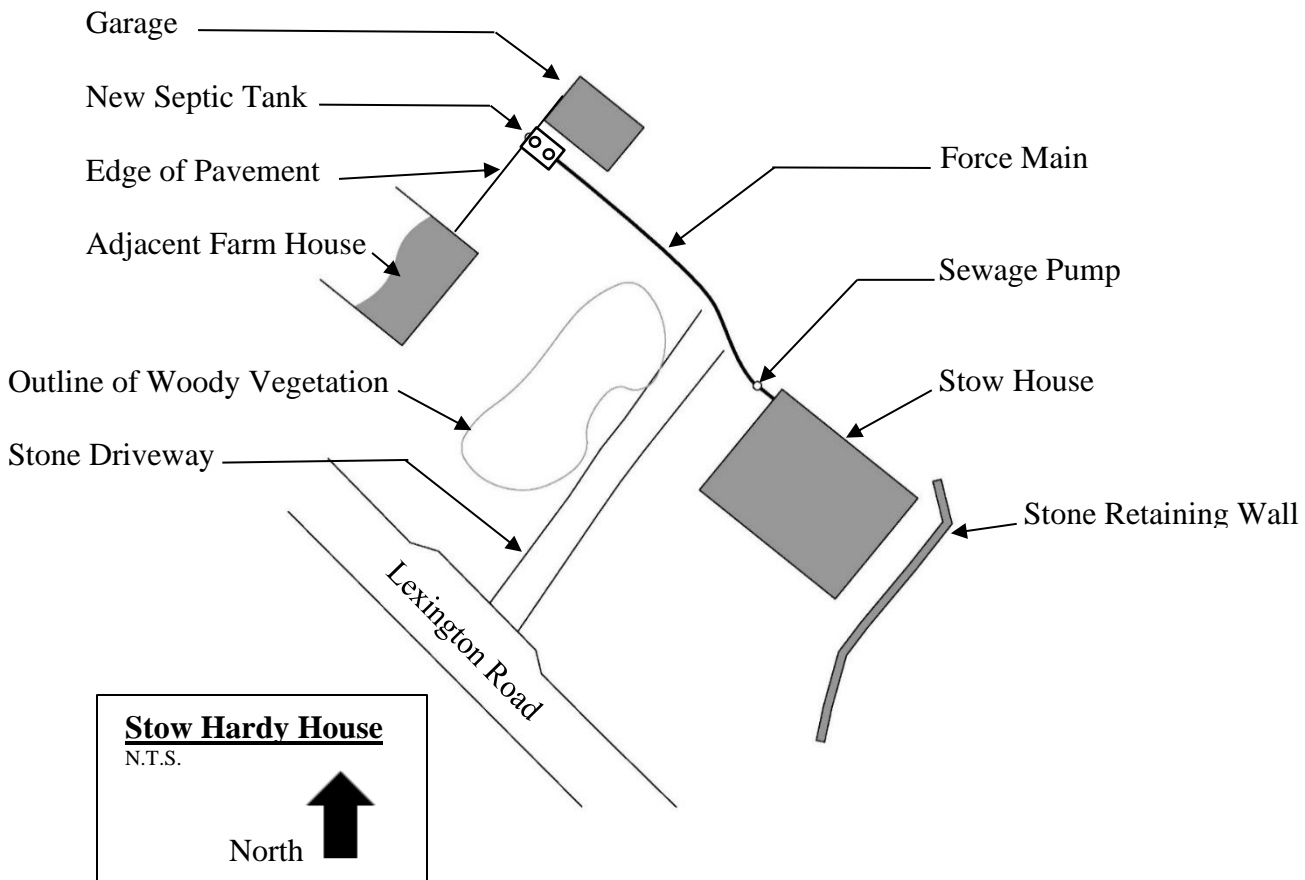 Garage
New Septic Tank
Edge of Pavement
Adjacent Farm House
Outline of Woody Vegetation
Stone Driveway
Force Main
Sewage Pump
Stow House
Stone Retaining Wall
Lexington Road
Stow Hardy House
N.T.S.
North